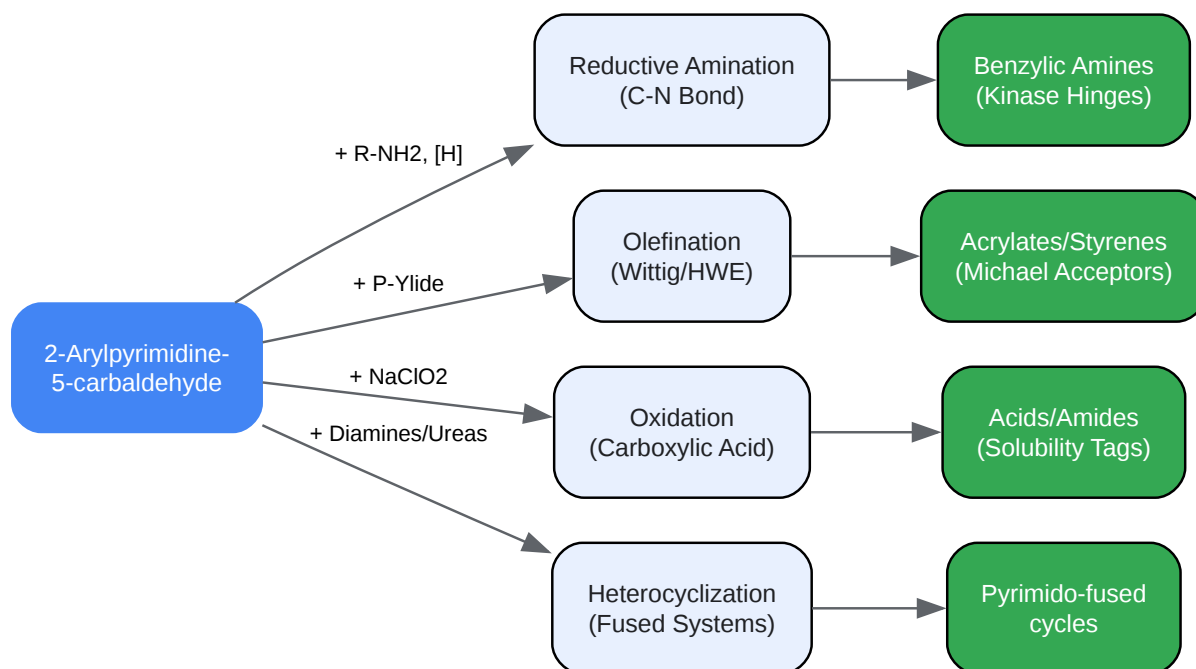 Reductive Amination
(C-N Bond)
Benzylic Amines
(Kinase Hinges)
+ R-NH2, [H]
Olefination
(Wittig/HWE)
Acrylates/Styrenes
(Michael Acceptors)
+ P-Ylide
2-Arylpyrimidine-
5-carbaldehyde
+ NaClO2
Oxidation
(Carboxylic Acid)
Acids/Amides
(Solubility Tags)
+ Diamines/Ureas
Heterocyclization
(Fused Systems)
Pyrimido-fused
cycles